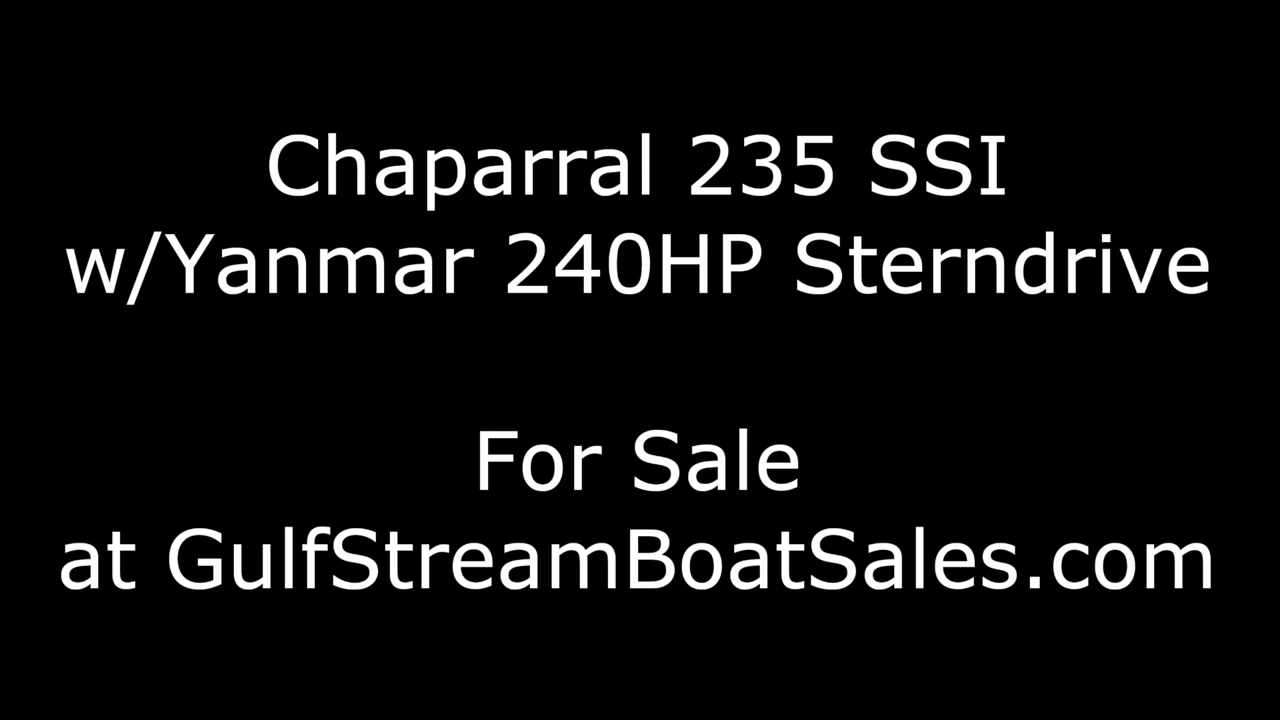 Chaparral 235 SSI
w/Yanmar 240HP Sterndrive
For Sale
at GulfStreamBoatSales.com